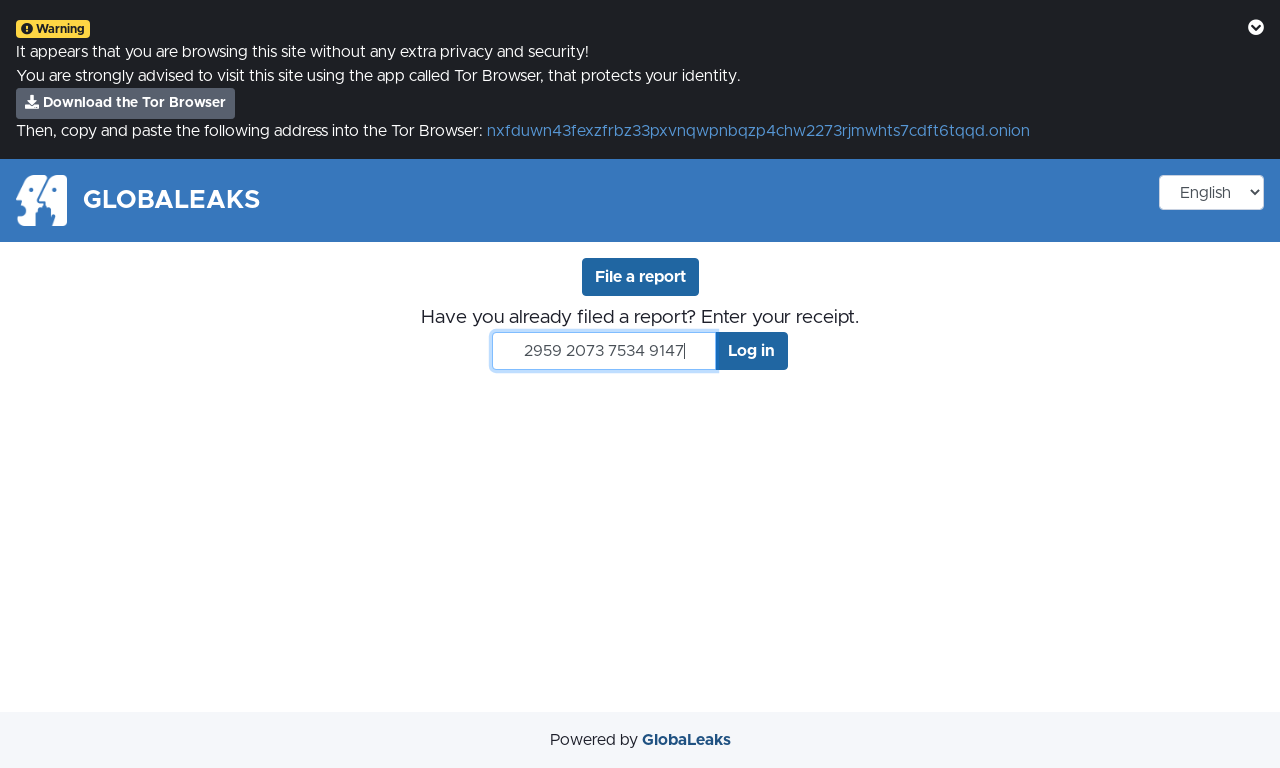 Warning
It appears that you are browsing this site without any extra privacy and security!
You are strongly advised to visit this site using the app called Tor Browser, that protects your identity.
Download the Tor Browser
Then, copy and paste the following address into the Tor Browser: nxfduwn43fexzfrbz33pxvnqwpnbqzp4chw2273rjmwhts7cdft6tqqd.onion
GLOBALEAKS
English
File a report
Have you already filed a report? Enter your receipt.
2959 2073 7534 9147
Log in
Powered by GlobaLeaks